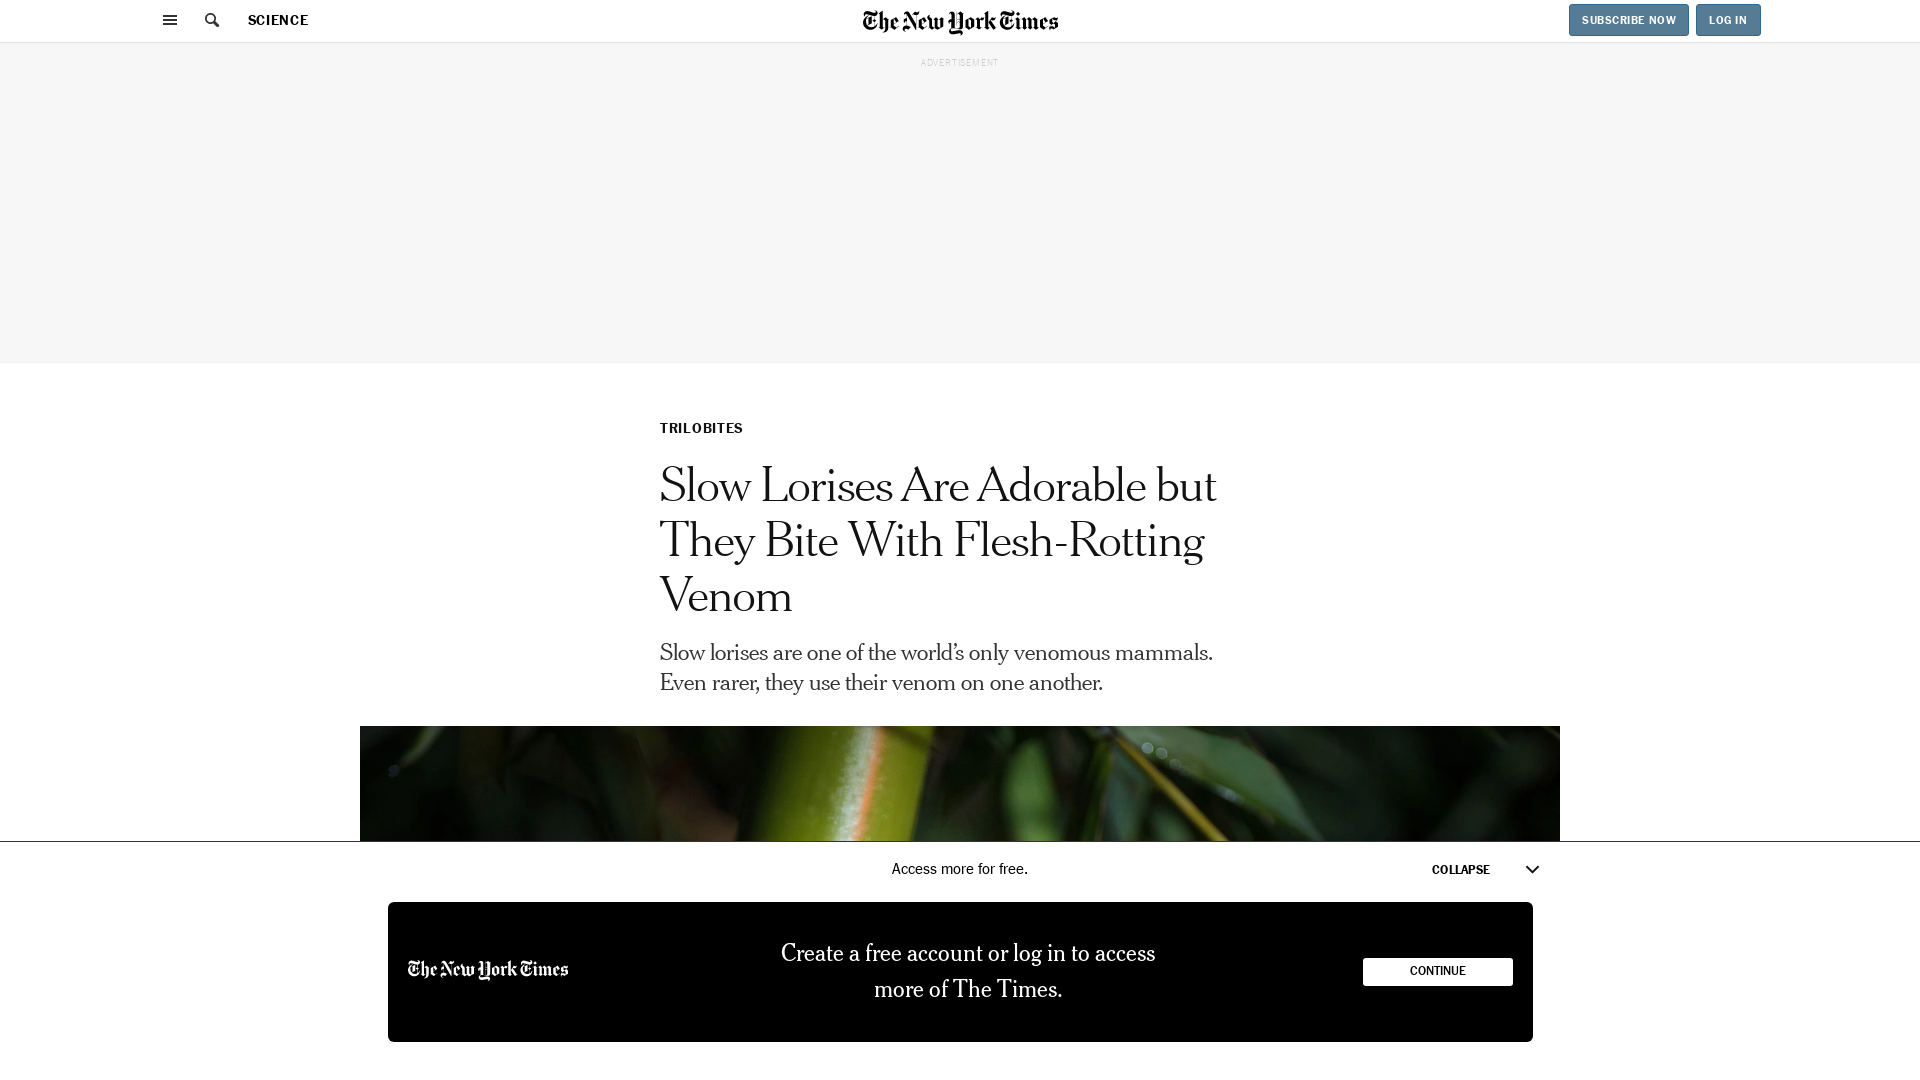 SCIENCE
The New York Times
SUBSCRIBE NOW
LOG IN
ADVERTISEMENT
TRILOBITES
Slow Lorises Are Adorable but
They Bite With Flesh-Rotting
Venom
Slow lorises are one of the world’s only venomous mammals.
Even rarer, they use their venom on one another.
Access more for free.
COLLAPSE
The New York Times
Create a free account or log in to access
more of The Times.
CONTINUE